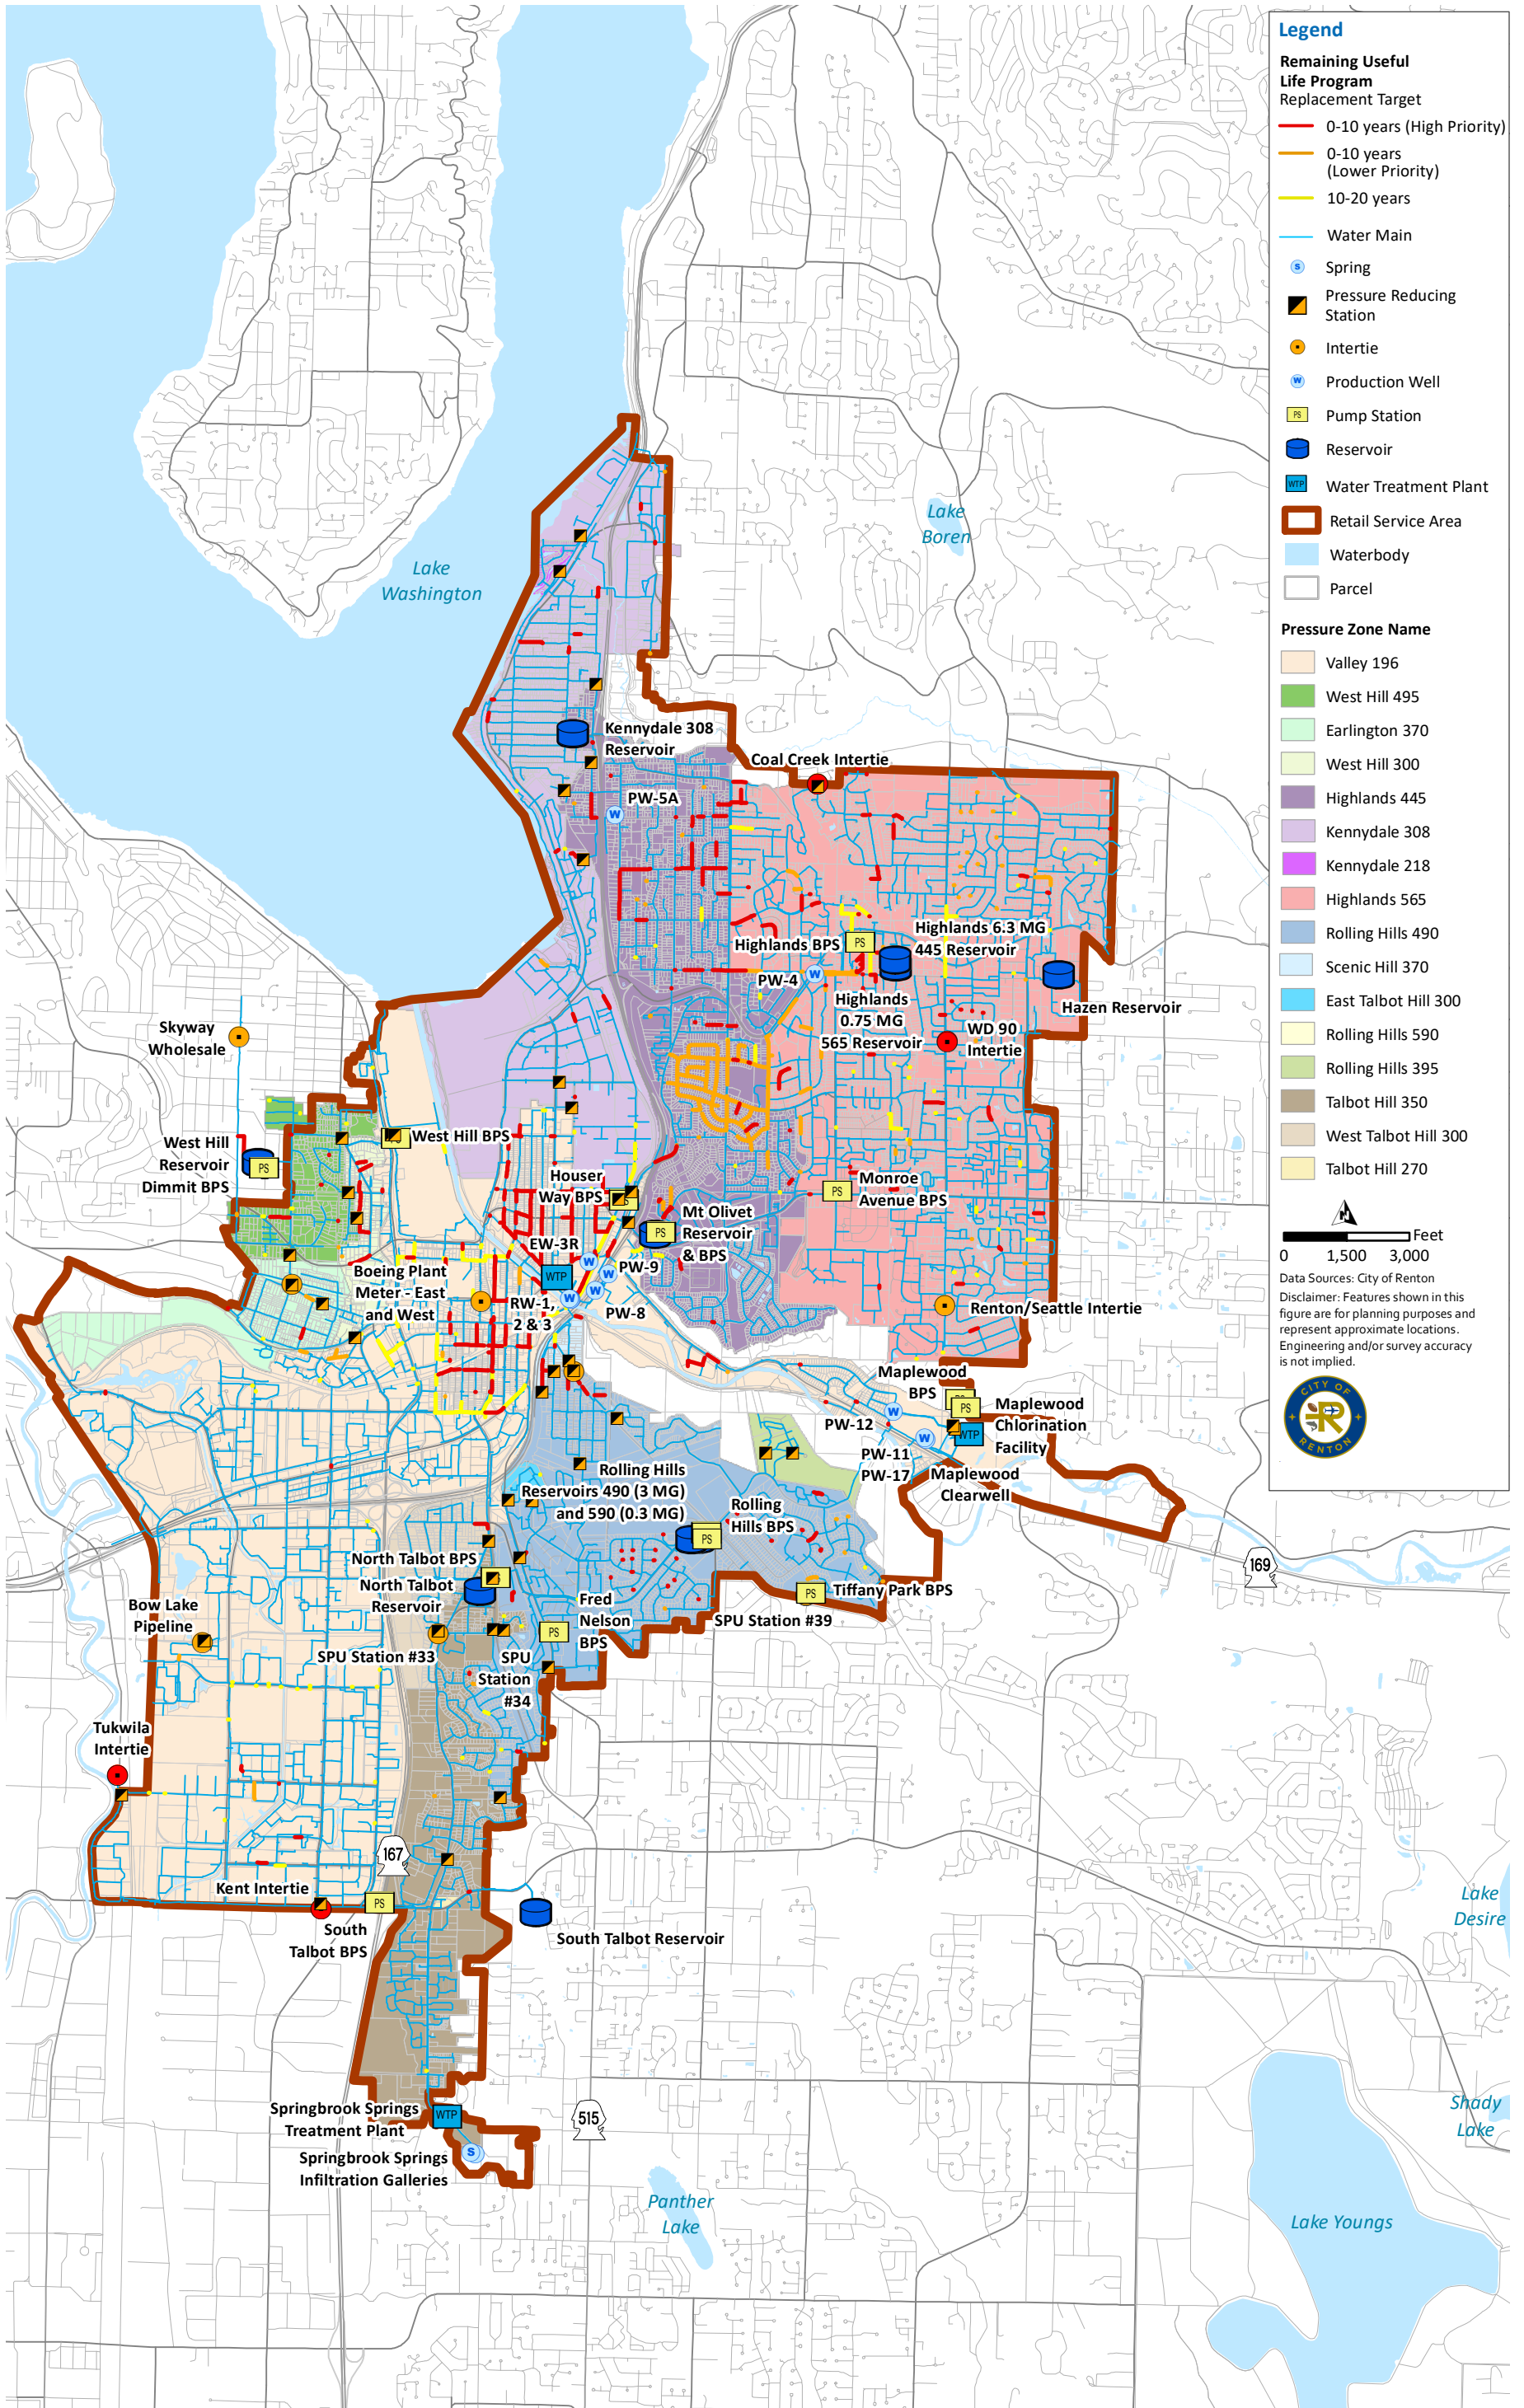 Legend
Remaining Useful
Life Program
Replacement Target
0-10 years (High Priority)
0-10 years
(Lower Priority)
10-20 years
Water Main
S
Spring
Pressure Reducing
Station
Intertie
W
Production Well
PS
Pump Station
Reservoir
WTP
Water Treatment Plant
Retail Service Area
Waterbody
Parcel
Pressure Zone Name
Valley 196
West Hill 495
Earlington 370
West Hill 300
Highlands 445
Kennydale 308
Kennydale 218
Highlands 565
Rolling Hills 490
Scenic Hill 370
East Talbot Hill 300
Rolling Hills 590
Rolling Hills 395
Talbot Hill 350
West Talbot Hill 300
Talbot Hill 270
N
Feet
0 1,500 3,000
Data Sources: City of Renton
Disclaimer: Features shown in this
figure are for planning purposes and
represent approximate locations.
Engineering and/or survey accuracy
is not implied.
CITY OF
R
RENTON
Lake
Boren
Lake
Washington
Kennydale 308
Reservoir
Coal Creek Intertie
PW-5A
W
Highlands BPS
PS
Highlands 6.3 MG
445 Reservoir
PW-4
W
Hazen Reservoir
Highlands
0.75 MG
565 Reservoir
WD 90
Intertie
Skyway
Wholesale
West Hill
Reservoir
Dimmit BPS
PS
West Hill BPS
Houser
Way BPS
Monroe
Avenue BPS
PS
Mt Olivet
Reservoir
& BPS
PS
EW-3R
WTP
W
W
W
W
PW-9
PW-8
RW-1,
2 & 3
Boeing Plant
Meter - East
and West
Renton/Seattle Intertie
Maplewood
BPS
PS
Maplewood
Chlorination
Facility
WTP
W
PW-12
W
PW-11
PW-17
Maplewood
Clearwell
Rolling Hills
Reservoirs 490 (3 MG)
and 590 (0.3 MG)
Rolling
Hills BPS
PS
North Talbot BPS
North Talbot
Reservoir
Tiffany Park BPS
PS
169
Bow Lake
Pipeline
Fred
Nelson
BPS
PS
SPU Station #39
SPU Station #33
SPU
Station
#34
Tukwila
Intertie
167
Kent Intertie
PS
South
Talbot BPS
South Talbot Reservoir
Lake
Desire
Springbrook Springs
Treatment Plant
WTP
515
Springbrook Springs
Infiltration Galleries
S
Shady
Lake
Panther
Lake
Lake Youngs